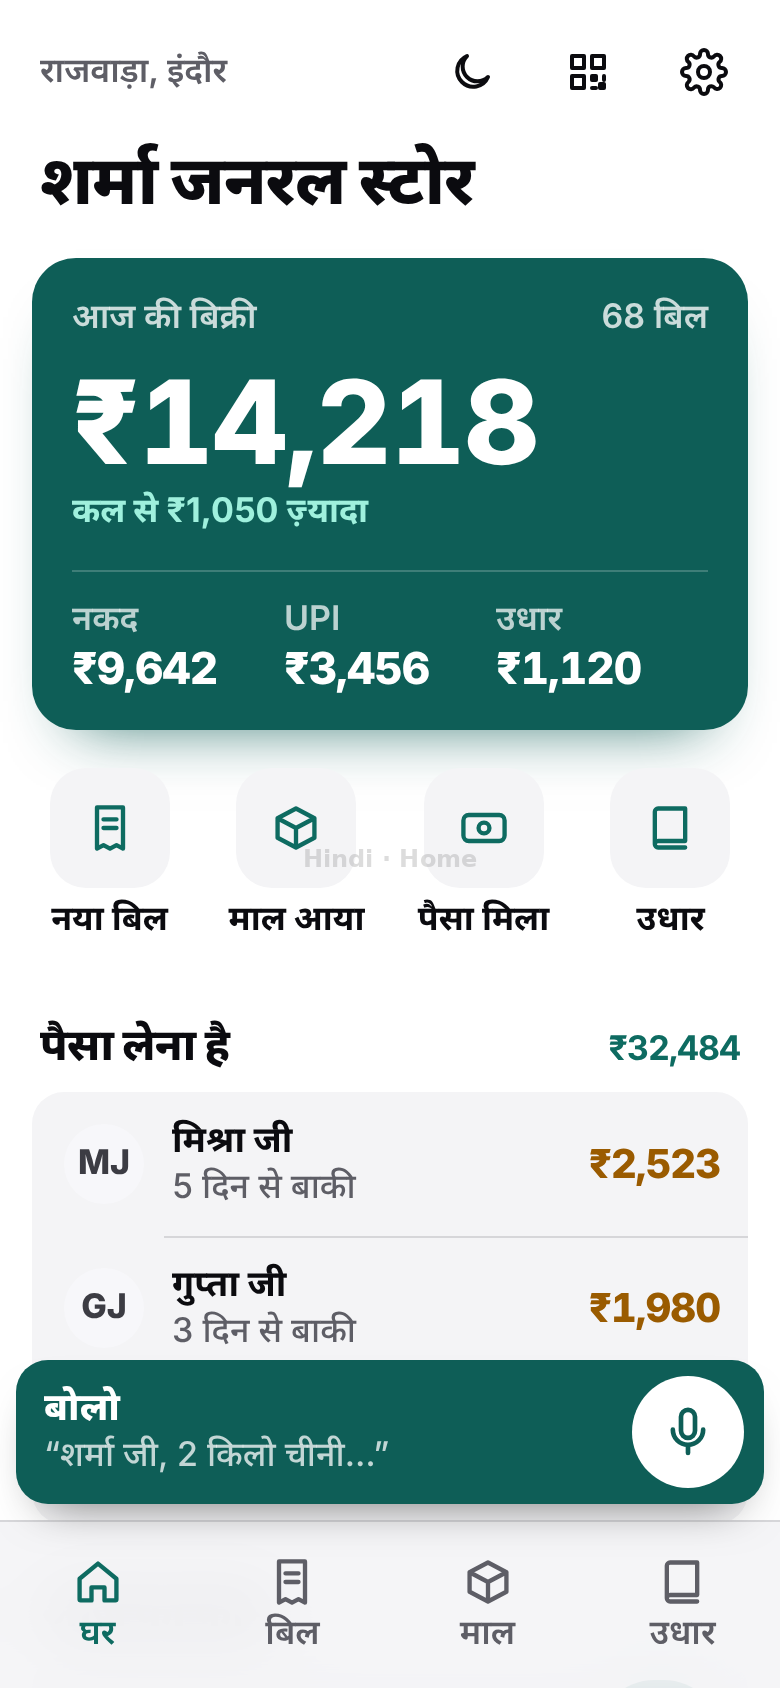 राजवाड़ा, इंदौर
शर्मा जनरल स्टोर
आज की बिक्री 68 बिल
₹14,218
कल से ₹1,050 ज़्यादा
नकद UPI उधार
₹9,642 ₹3,456 ₹1,120
Hindi · Home
नया बिल माल आया पैसा मिला उधार
पैसा लेना है ₹32,484
MJ मिश्रा जी ₹2,523
5 दिन से बाकी
GJ गुप्ता जी ₹1,980
3 दिन से बाकी
बोलो
“शर्मा जी, 2 किलो चीनी...”
घर बिल माल उधार